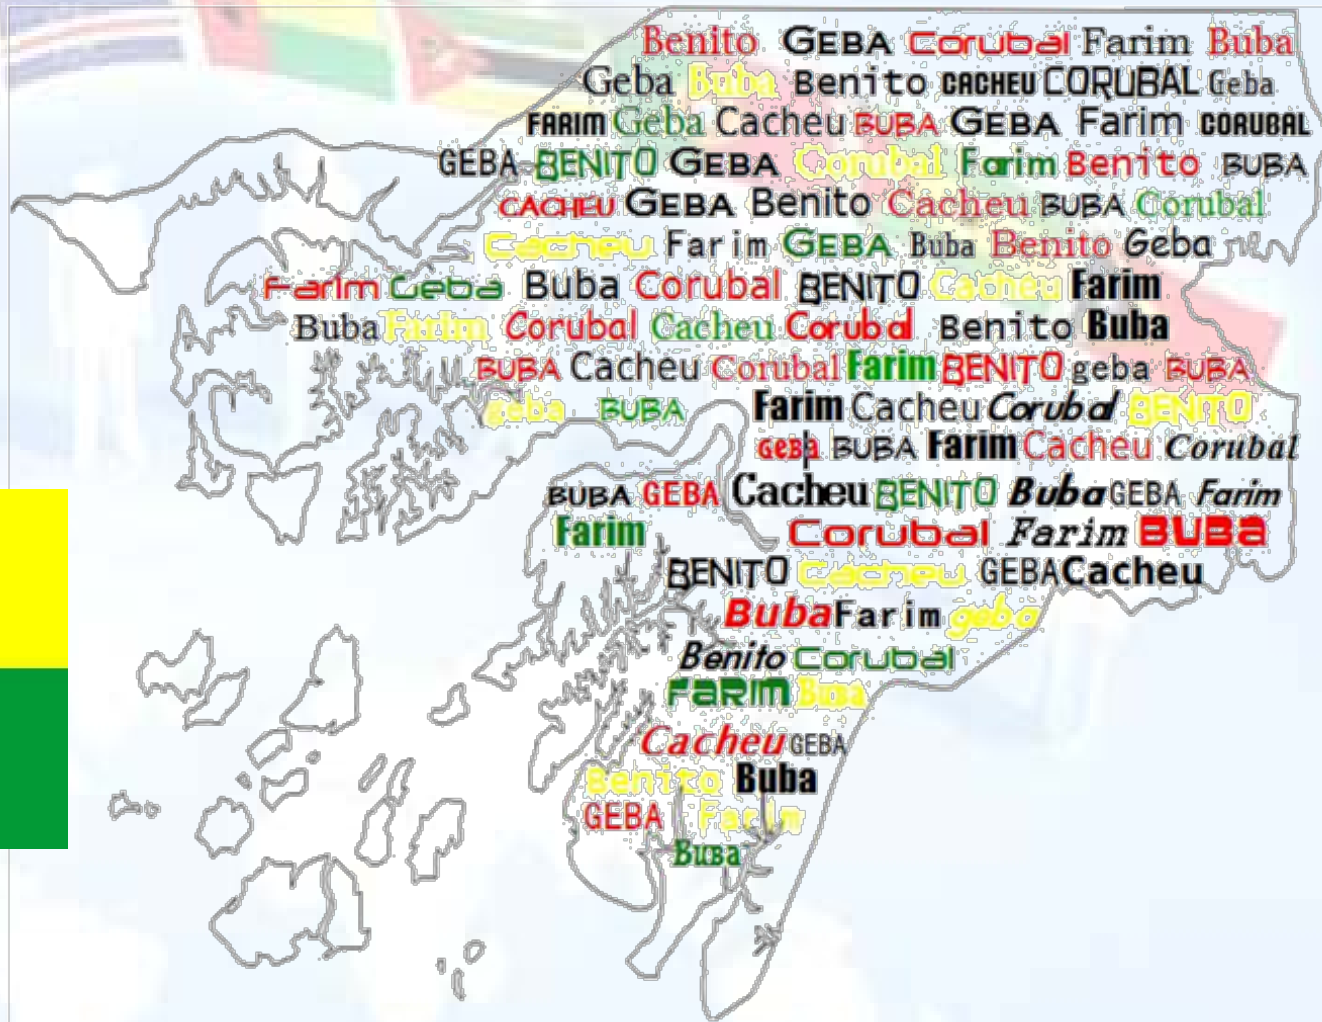 Benito GEBA Corubal Farim Buba
Geba Buba Benito CACHEU CORUBAL Geba
FARIM Geba Cacheu BUBA GEBA Farim CORUBAL
GEBA BENITO GEBA Corubal Farim Benito BUBA
CACHEU GEBA Benito Cacheu BUBA Corubal
Cacheu Farim GEBA Buba Benito Geba
Farim Geba Buba Corubal BENITO Cacheu Farim
Buba Farim Corubal Cacheu Corubal Benito Buba
BUBA Cacheu Corubal Farim BENITO geba BUBA
geba BUBA Farim Cacheu Corubal BENITO
GEBA BUBA Farim Cacheu Corubal
BUBA GEBA Cacheu BENITO Buba GEBA Farim
Farim Corubal Farim BUBa
BENITO Cacheu GEBA Cacheu
Buba Farim geba
Benito Corubal
FaRIM Buba
Cacheu GEBA
Benito Buba
GEBA Farim
Buba